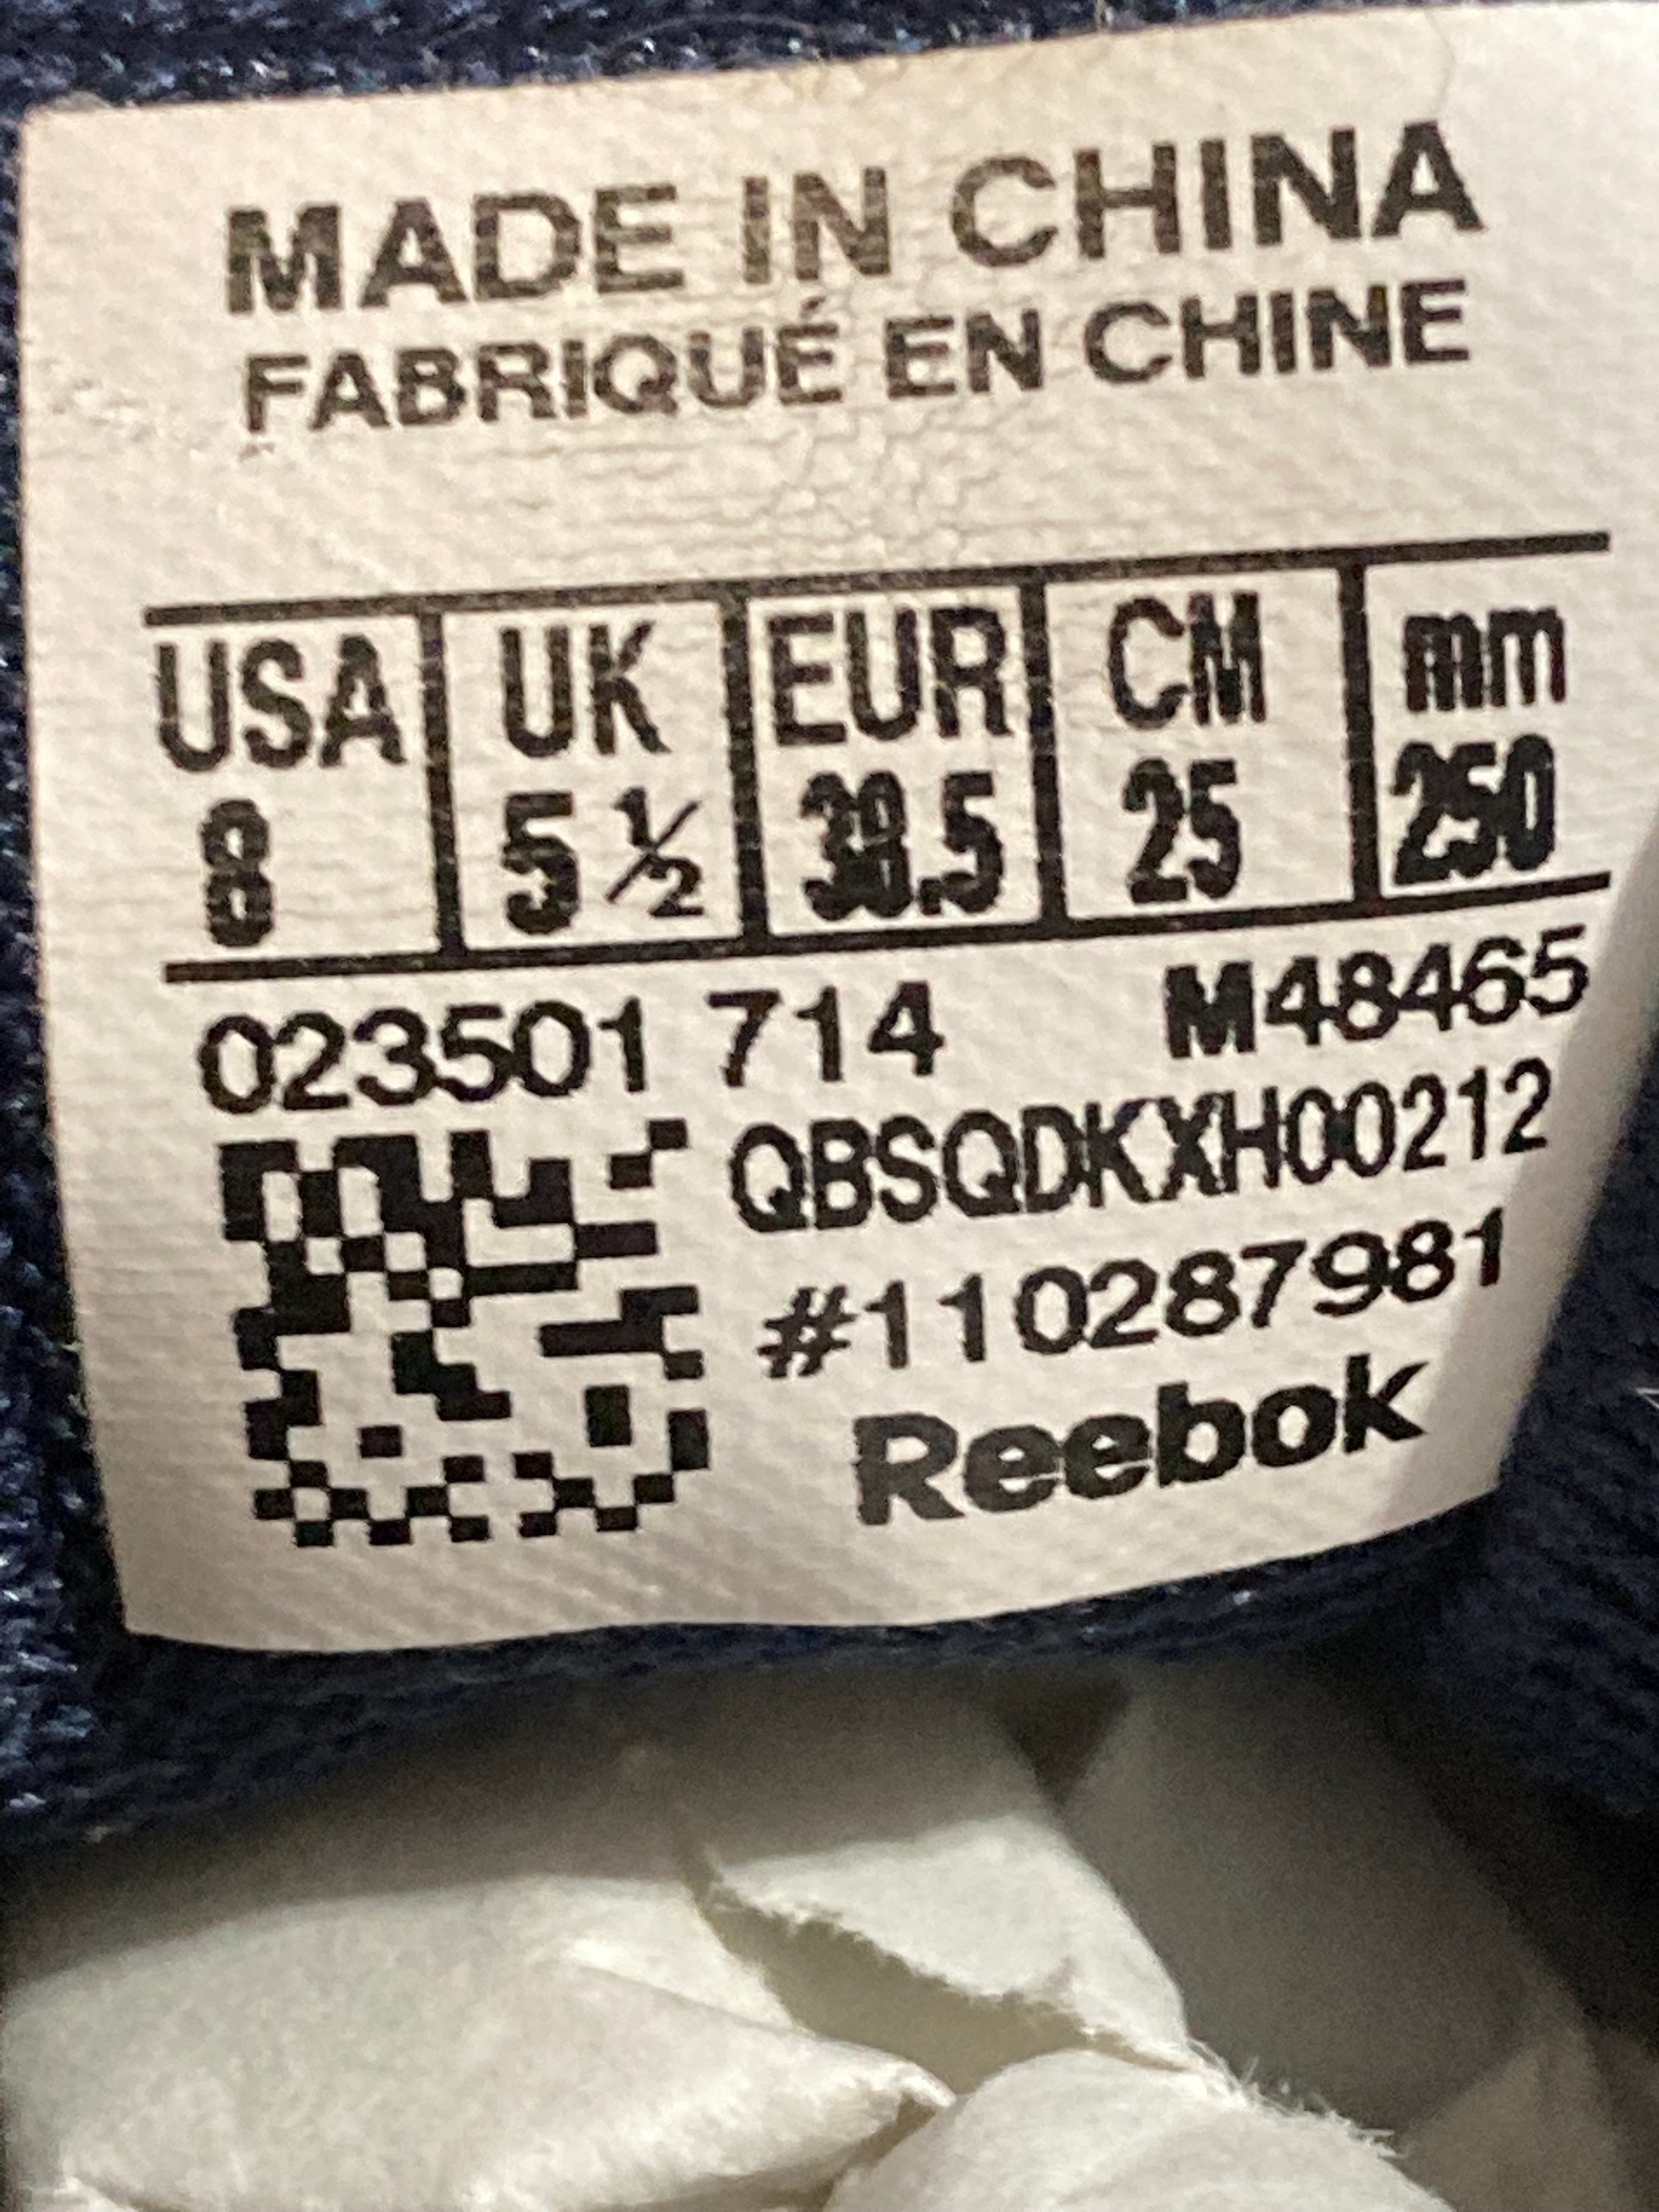 MADE IN CHINA
FABRIQUÉ EN CHINE
USA UK EUR CM mm
8 5 ½ 38.5 25 250
023501 714 M48465
QBSQDKXH00212
#110287981
Reebok